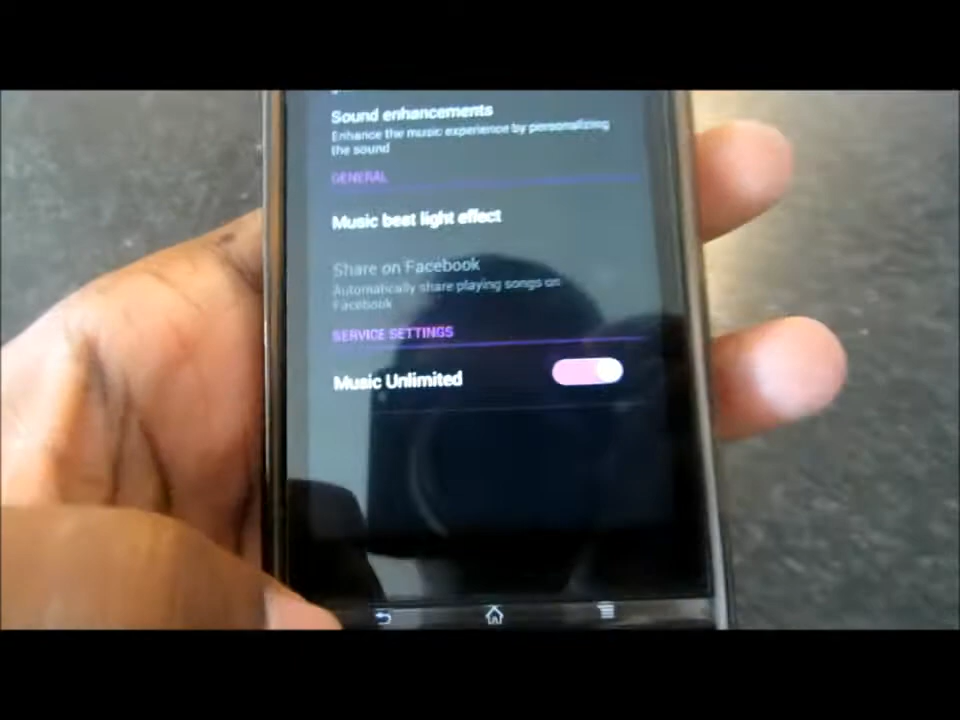 Sound enhancements
Enhance the music experience by personalizing
the sound
GENERAL
Music beat light effect
Share on Facebook
Automatically share playing songs on
Facebook
SERVICE SETTINGS
Music Unlimited